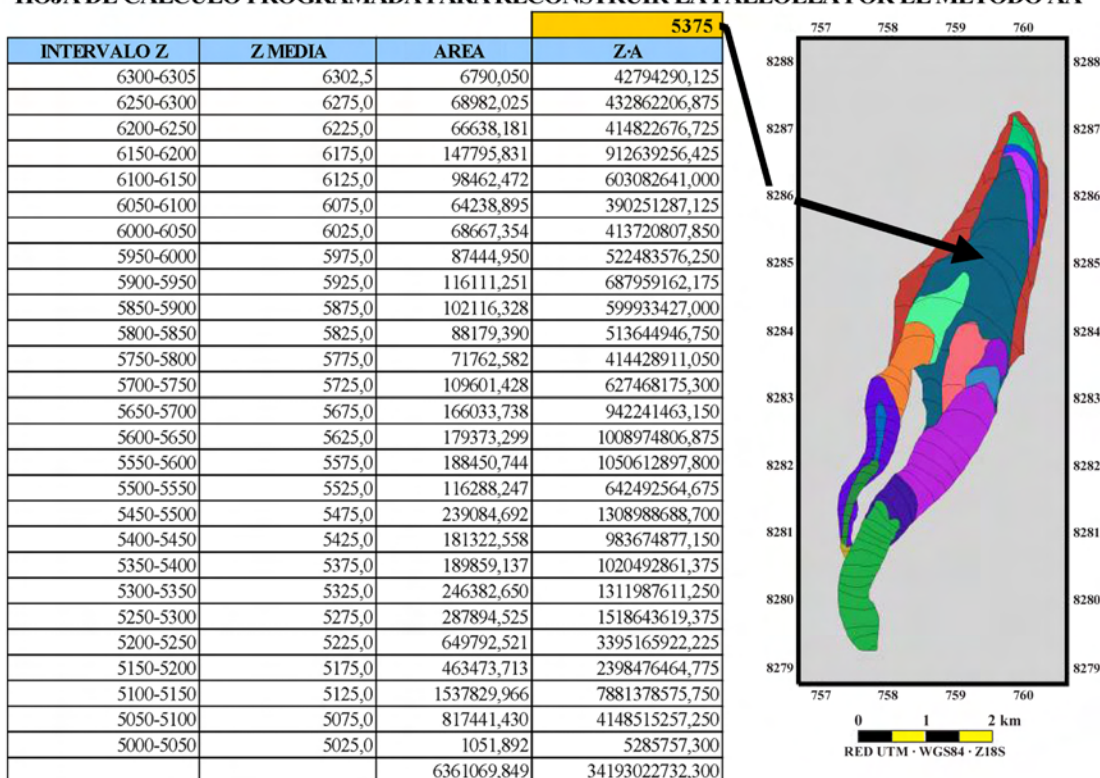 HOJA DE CÁLCULO PROGRAMADA PARA RECONSTRUIR LA PALEOELA POR EL MÉTODO AA
5375
INTERVALO Z Z MEDIA AREA Z·A
6300-6305 6302,5 6790,050 42794290,125
6250-6300 6275,0 68982,025 432862206,875
6200-6250 6225,0 66638,181 414822676,725
6150-6200 6175,0 147795,831 912639256,425
6100-6150 6125,0 98462,472 603082641,000
6050-6100 6075,0 64238,895 390251287,125
6000-6050 6025,0 68667,354 413720807,850
5950-6000 5975,0 87444,950 522483576,250
5900-5950 5925,0 116111,251 687959162,175
5850-5900 5875,0 102116,328 599933427,000
5800-5850 5825,0 88179,390 513644946,750
5750-5800 5775,0 71762,582 414428911,050
5700-5750 5725,0 109601,428 627468175,300
5650-5700 5675,0 166033,738 942241463,150
5600-5650 5625,0 179373,299 1008974806,875
5550-5600 5575,0 188450,744 1050612897,800
5500-5550 5525,0 116288,247 642492564,675
5450-5500 5475,0 239084,692 1308988688,700
5400-5450 5425,0 181322,558 983674877,150
5350-5400 5375,0 189859,137 1020492861,375
5300-5350 5325,0 246382,650 1311987611,250
5250-5300 5275,0 287894,525 1518643619,375
5200-5250 5225,0 649792,521 3395165922,225
5150-5200 5175,0 463473,713 2398476464,775
5100-5150 5125,0 1537829,966 7881378575,750
5050-5100 5075,0 817441,430 4148515257,250
5000-5050 5025,0 1051,892 5285757,300
6361069,849 34193022732,300
757 758 759 760
8288 8288
8287 8287
8286 8286
8285 8285
8284 8284
8283 8283
8282 8282
8281 8281
8280 8280
8279 8279
757 758 759 760
0 1 2 km
RED UTM · WGS84 · Z18S